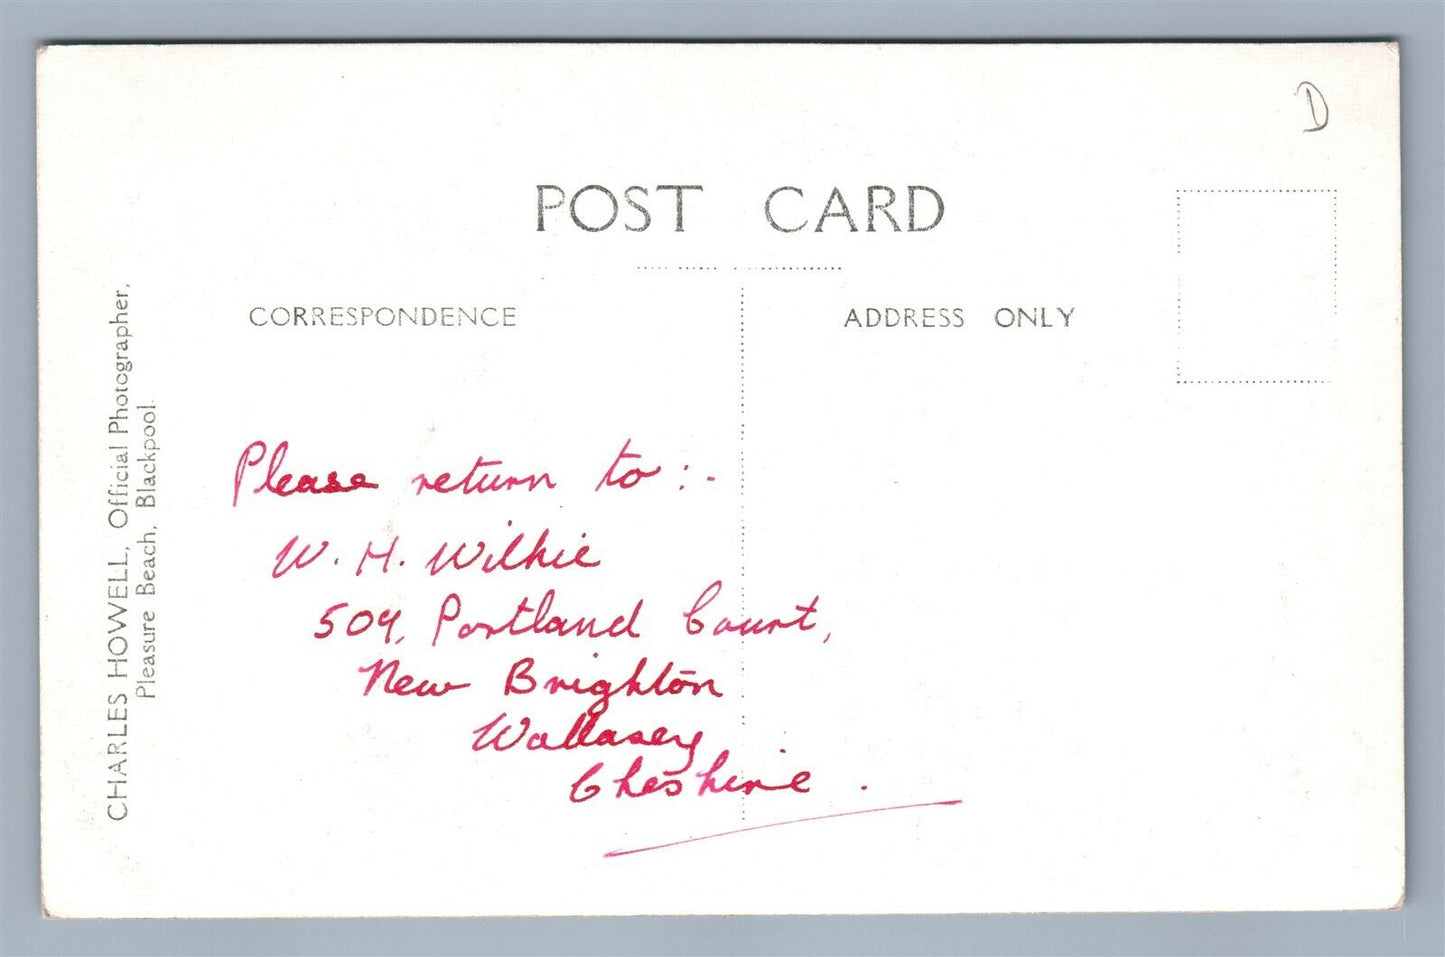 D
POST CARD
CORRESPONDENCE
ADDRESS ONLY
CHARLES HOWELL, Official Photographer,
Pleasure Beach, Blackpool.
Please return to :-
W. H. Wilkie
509, Portland Court,
New Brighton
Wallasey
Cheshire.